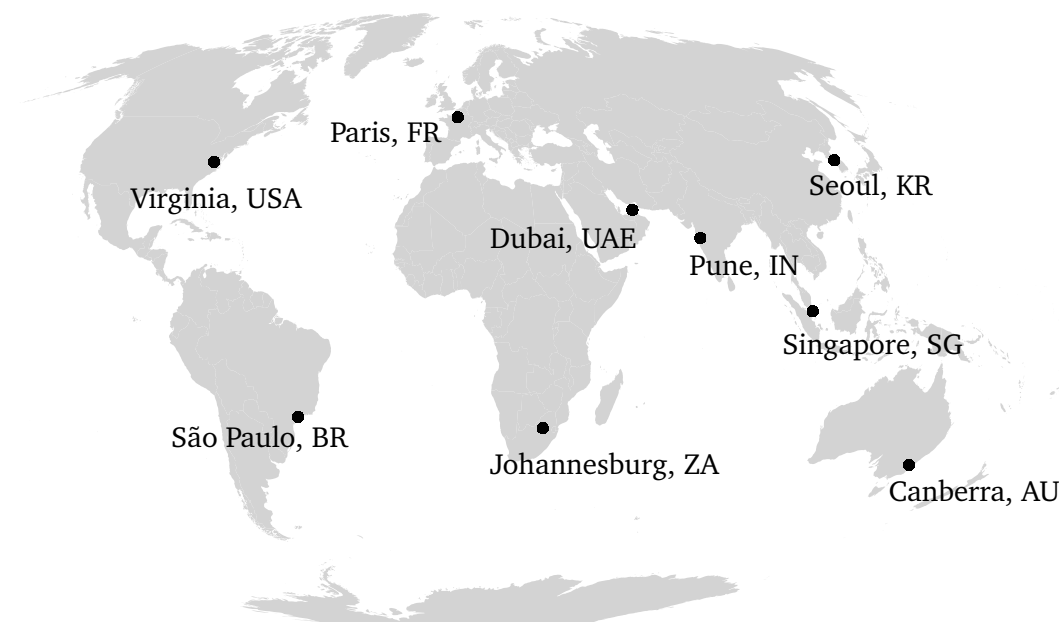 Paris, FR
Seoul, KR
Virginia, USA
Dubai, UAE
Pune, IN
Singapore, SG
São Paulo, BR
Johannesburg, ZA
Canberra, AU